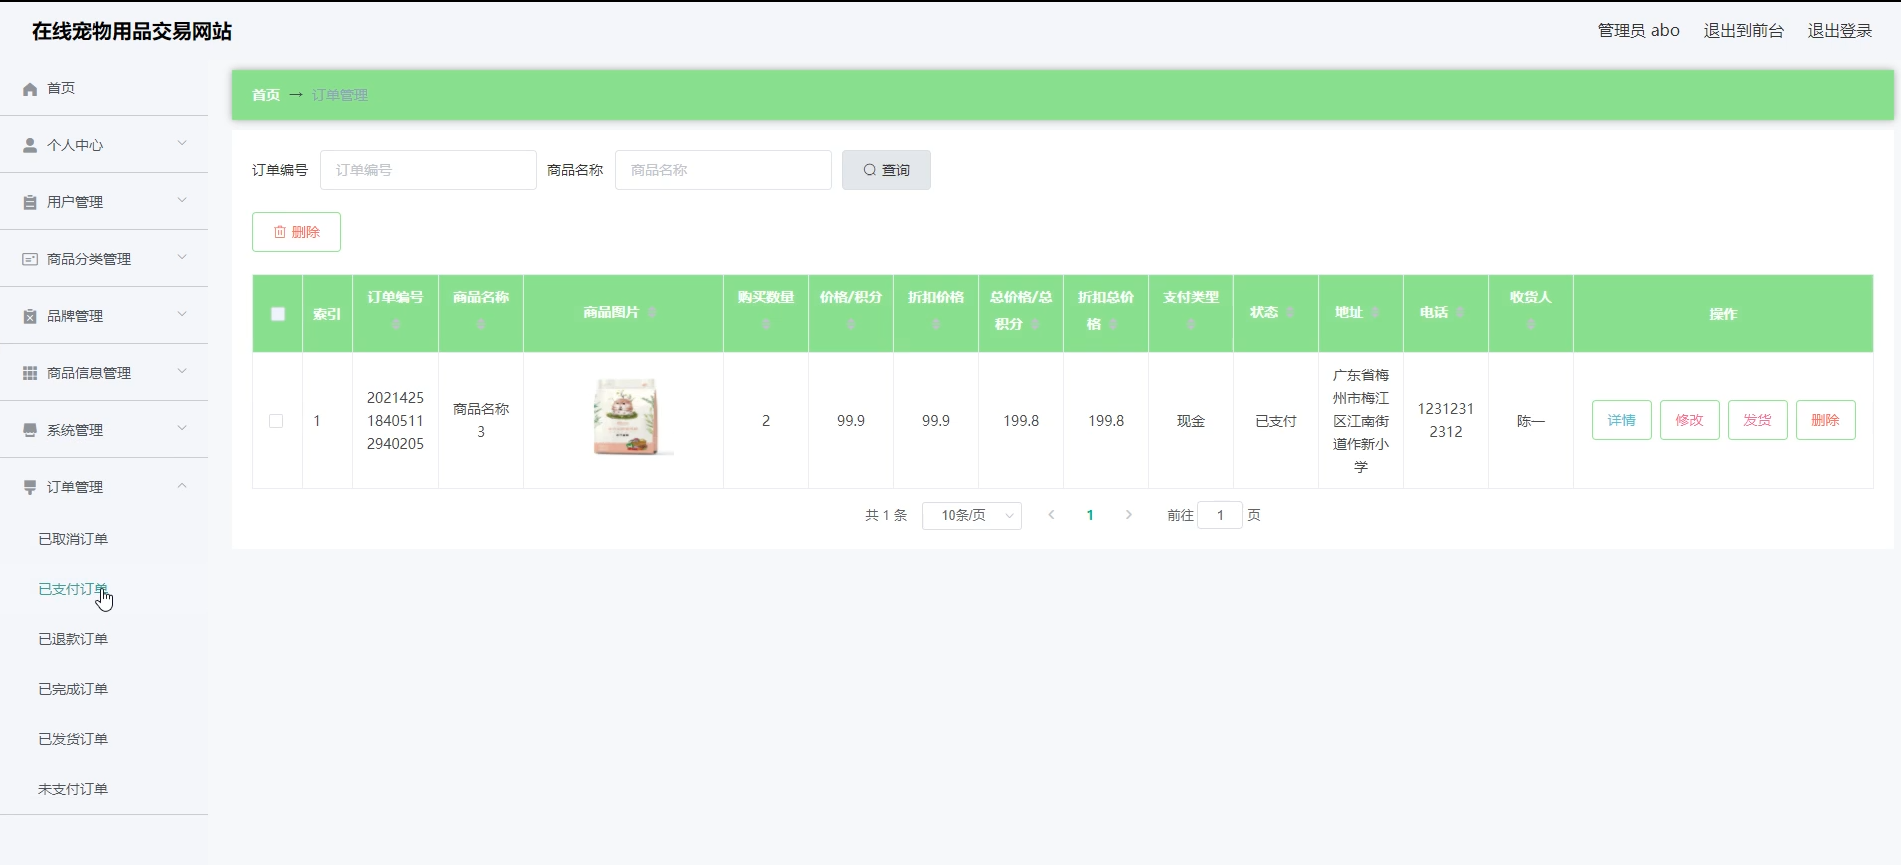 在线宠物用品交易网站
管理员 abo 退出到前台 退出登录
首页
个人中心
用户管理
商品分类管理
品牌管理
商品信息管理
系统管理
订单管理
已取消订单
已支付订单
已退款订单
已完成订单
已发货订单
未支付订单
首页 → 订单管理
订单编号 订单编号 商品名称 商品名称 查询
删除
索引 订单编号 商品名称 商品图片 购买数量 价格/积分 折扣价格 总价格/总积分 折扣总价格 支付类型 状态 地址 电话 收货人 操作
1
2021425
1840511
2940205
商品名称
3
2
99.9
99.9
199.8
199.8
现金
已支付
广东省梅
州市梅江
区江南街
道作新小
学
1231231
2312
陈一
详情 修改 发货 删除
共 1 条 10条/页 1 前往 1 页